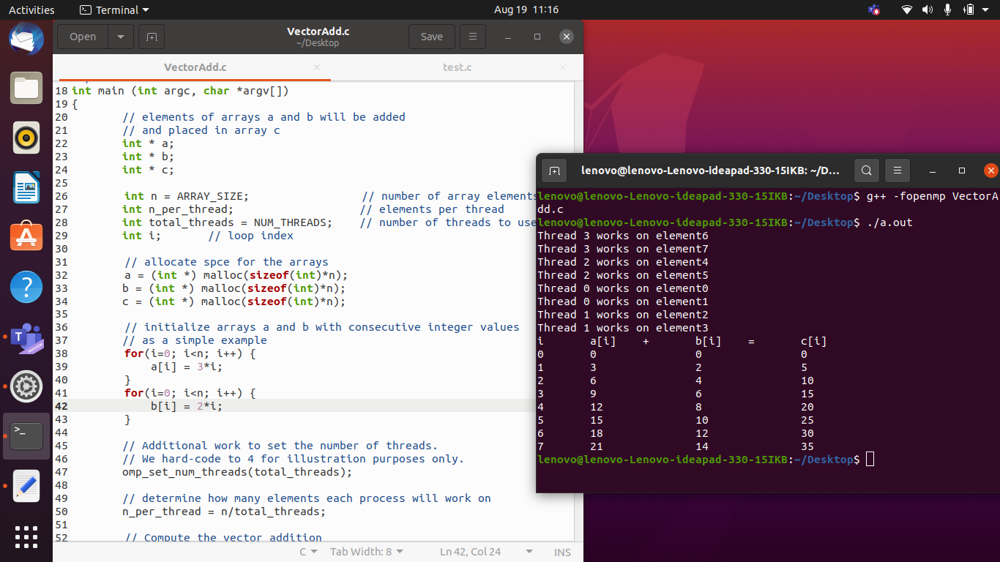 Activities Terminal Aug 19 11:16
Open VectorAdd.c Save
~/Desktop
VectorAdd.c test.c
18 int main (int argc, char *argv[])
19 {
20 // elements of arrays a and b will be added
21 // and placed in array c
22 int * a;
23 int * b;
24 int * c;
25
26 int n = ARRAY_SIZE; // number of array elements
27 int n_per_thread; // elements per thread
28 int total_threads = NUM_THREADS; // number of threads to use
29 int i; // loop index
30
31 // allocate spce for the arrays
32 a = (int *) malloc(sizeof(int)*n);
33 b = (int *) malloc(sizeof(int)*n);
34 c = (int *) malloc(sizeof(int)*n);
35
36 // initialize arrays a and b with consecutive integer values
37 // as a simple example
38 for(i=0; i<n; i++) {
39 a[i] = 3*i;
40 }
41 for(i=0; i<n; i++) {
42 b[i] = 2*i;
43 }
44
45 // Additional work to set the number of threads.
46 // We hard-code to 4 for illustration purposes only.
47 omp_set_num_threads(total_threads);
48
49 // determine how many elements each process will work on
50 n_per_thread = n/total_threads;
51
52 // Compute the vector addition
C Tab Width: 8 Ln 42, Col 24 INS
lenovo@lenovo-Lenovo-ideapad-330-15IKB: ~/D...
lenovo@lenovo-Lenovo-ideapad-330-15IKB:~/Desktop$ g++ -fopenmp VectorA
dd.c
lenovo@lenovo-Lenovo-ideapad-330-15IKB:~/Desktop$ ./a.out
Thread 3 works on element6
Thread 3 works on element7
Thread 2 works on element4
Thread 2 works on element5
Thread 0 works on element0
Thread 0 works on element1
Thread 1 works on element2
Thread 1 works on element3
i a[i] + b[i] = c[i]
0 0 0 0
1 3 2 5
2 6 4 10
3 9 6 15
4 12 8 20
5 15 10 25
6 18 12 30
7 21 14 35
lenovo@lenovo-Lenovo-ideapad-330-15IKB:~/Desktop$